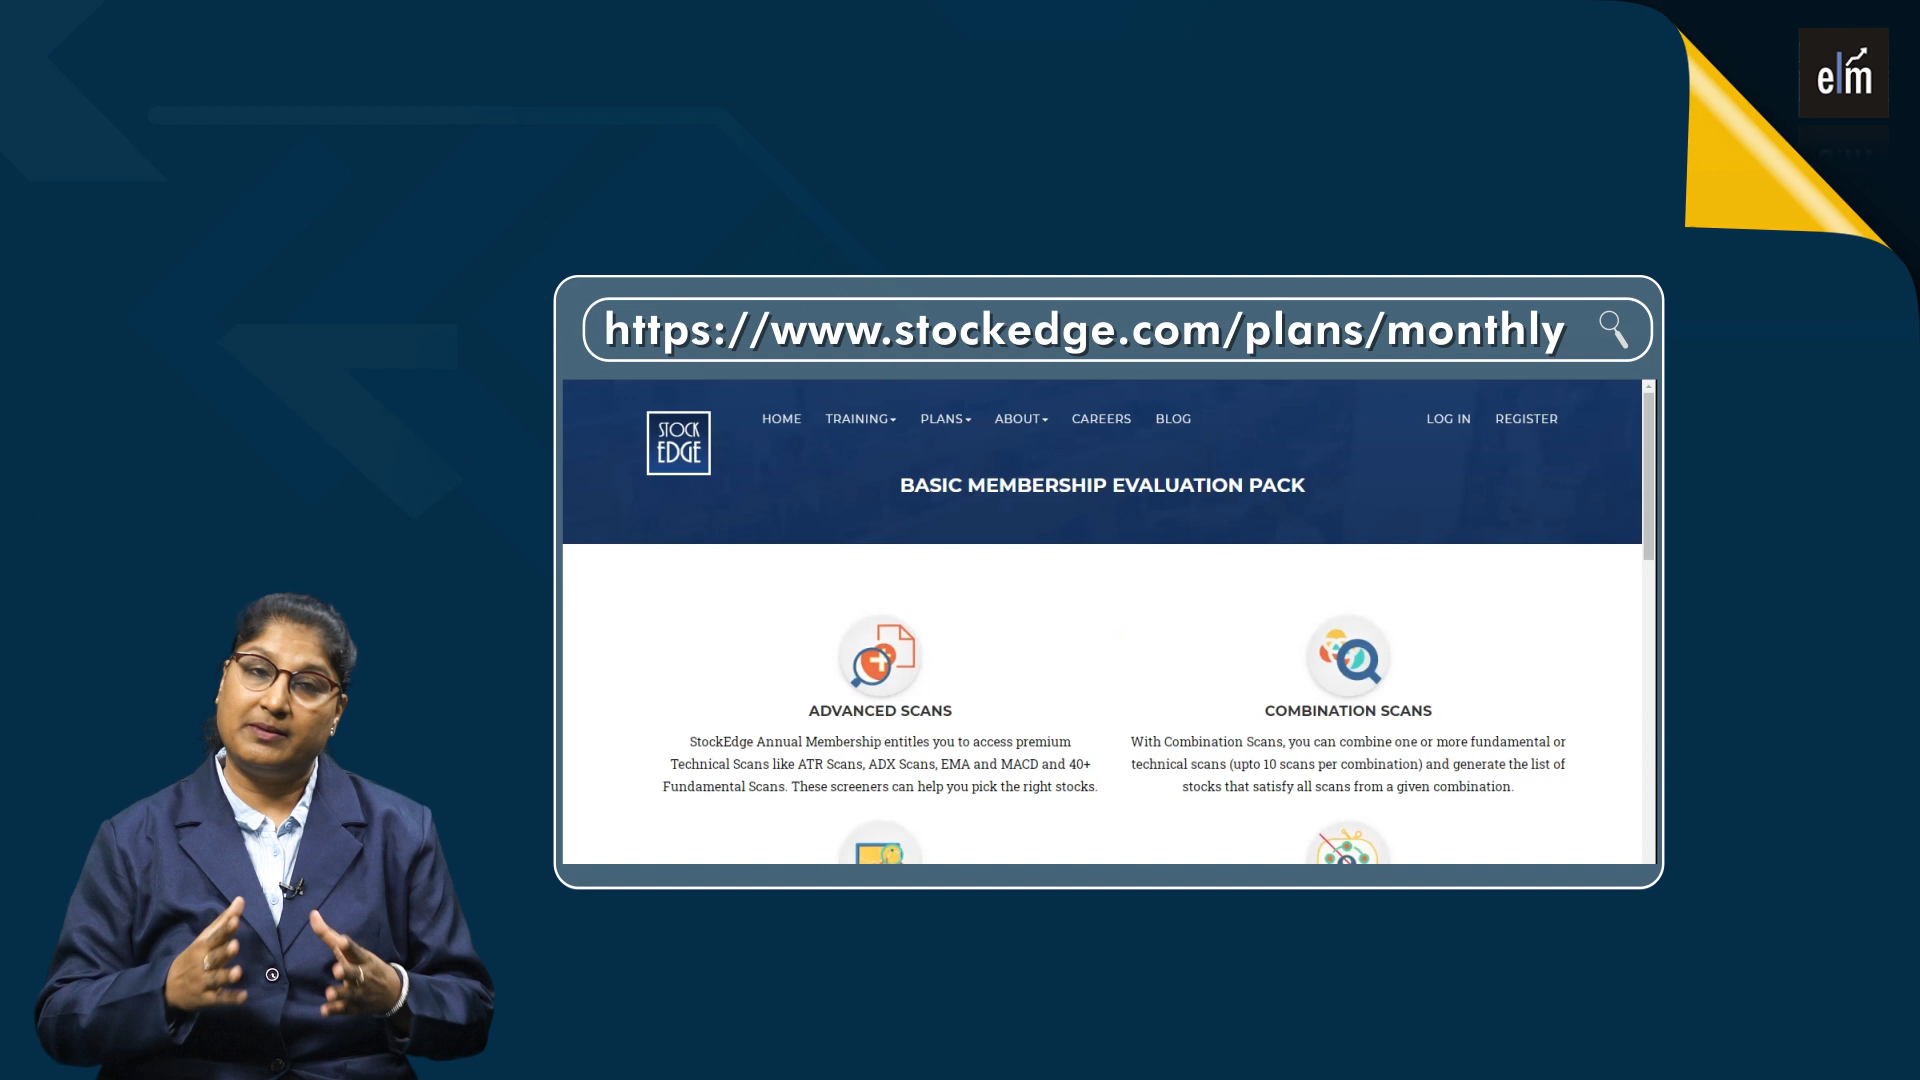 elm
https://www.stockedge.com/plans/monthly
STOCK
EDGE
HOME TRAINING PLANS ABOUT CAREERS BLOG LOG IN REGISTER
BASIC MEMBERSHIP EVALUATION PACK
ADVANCED SCANS
StockEdge Annual Membership entitles you to access premium
Technical Scans like ATR Scans, ADX Scans, EMA and MACD and 40+
Fundamental Scans. These screeners can help you pick the right stocks.
COMBINATION SCANS
With Combination Scans, you can combine one or more fundamental or
technical scans (upto 10 scans per combination) and generate the list of
stocks that satisfy all scans from a given combination.